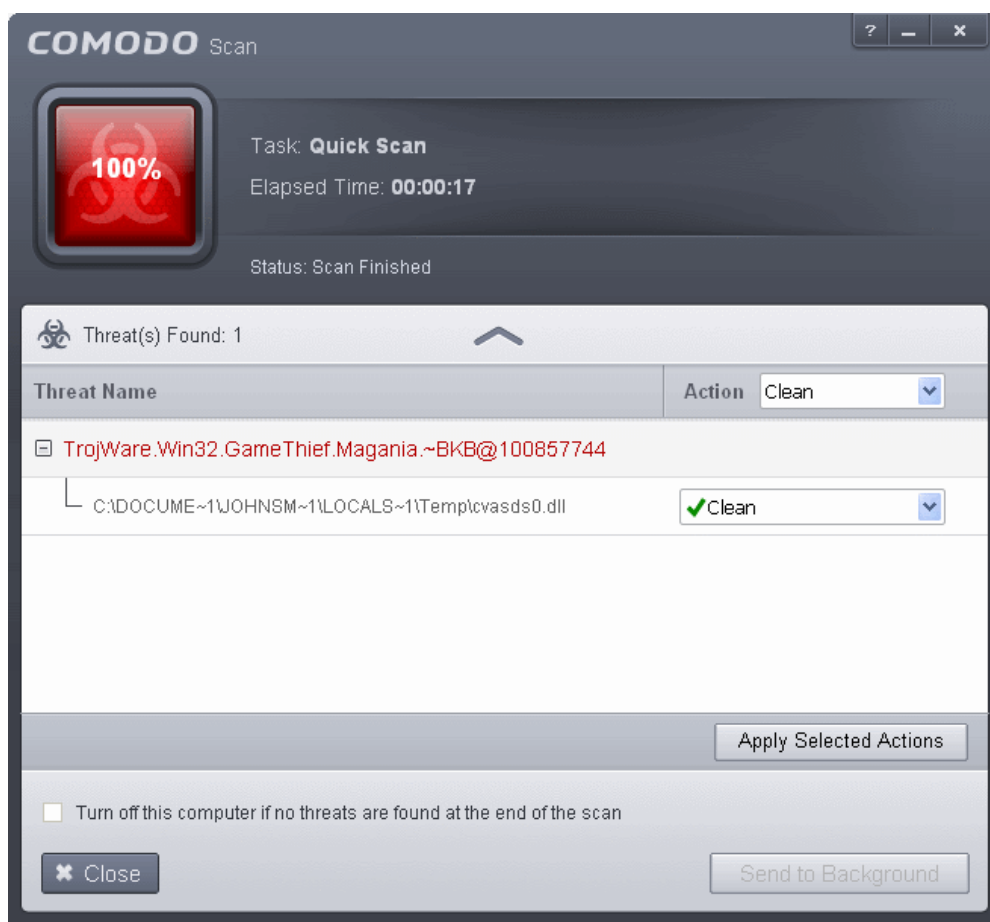 COMODO Scan
? – ×
100%
Task: Quick Scan
Elapsed Time: 00:00:17
Status: Scan Finished
Threat(s) Found: 1
Threat Name Action Clean
TrojWare.Win32.GameThief.Magania.~BKB@100857744
C:\DOCUME~1\JOHNSM~1\LOCALS~1\Temp\cvasds0.dll Clean
Apply Selected Actions
Turn off this computer if no threats are found at the end of the scan
Close Send to Background